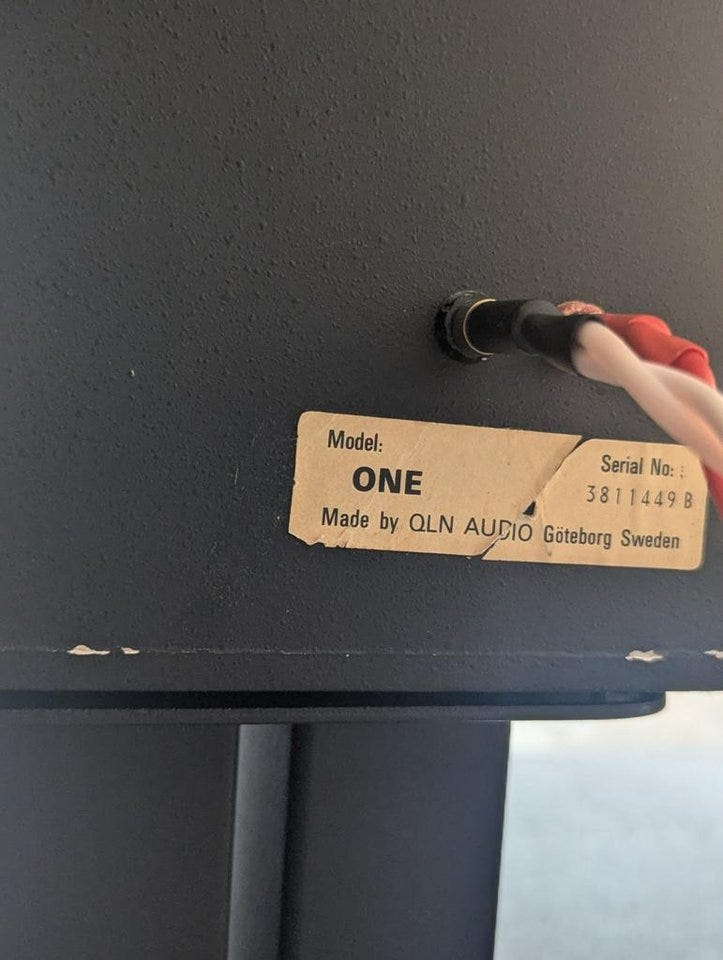 Model:
Serial No:
ONE
3811449 B
Made by QLN AUDIO Göteborg Sweden